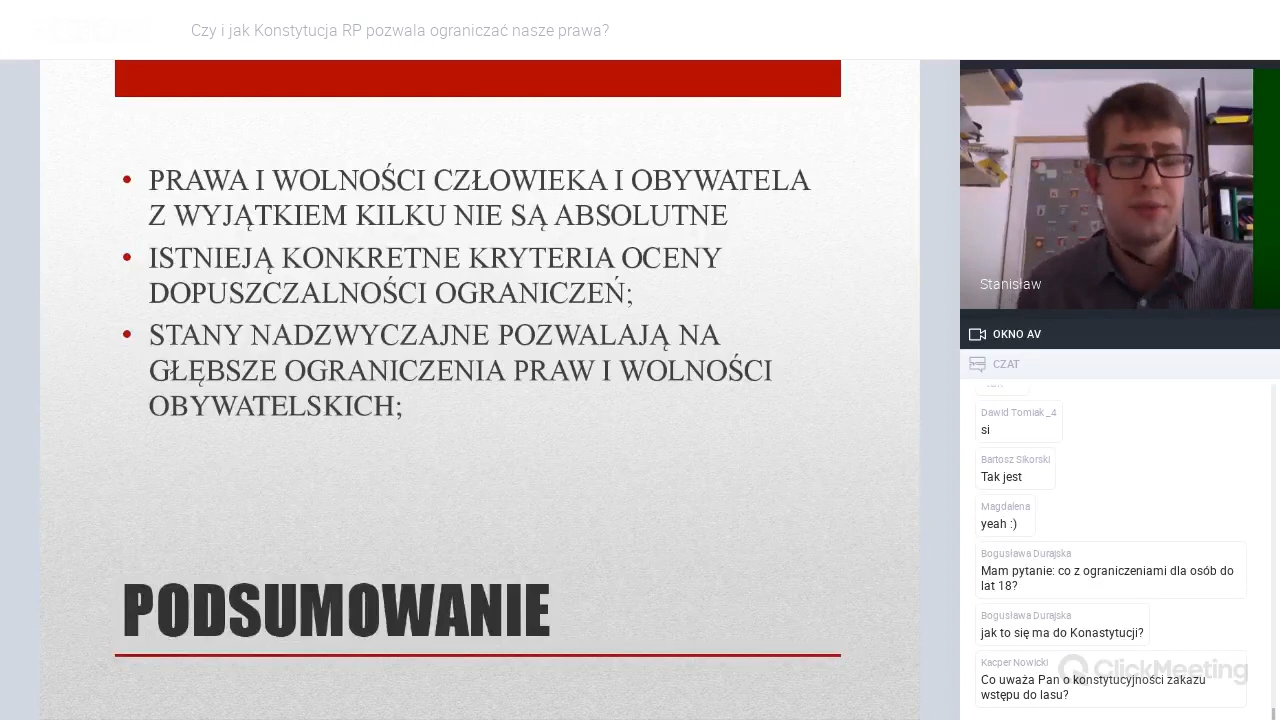 Czy i jak Konstytucja RP pozwala ograniczać nasze prawa?
• PRAWA I WOLNOŚCI CZŁOWIEKA I OBYWATELA
Z WYJĄTKIEM KILKU NIE SĄ ABSOLUTNE
• ISTNIEJĄ KONKRETNE KRYTERIA OCENY
DOPUSZCZALNOŚCI OGRANICZEŃ;
• STANY NADZWYCZAJNE POZWALAJĄ NA
GŁĘBSZE OGRANICZENIA PRAW I WOLNOŚCI
OBYWATELSKICH;
PODSUMOWANIE
Stanisław
OKNO AV
CZAT
Dawid Tomiak _4
si
Bartosz Sikorski
Tak jest
Magdalena
yeah :)
Bogusława Durajska
Mam pytanie: co z ograniczeniami dla osób do
lat 18?
Bogusława Durajska
jak to się ma do Konastytucji?
Kacper Nowicki
Co uważa Pan o konstytucyjności zakazu
wstępu do lasu?
ClickMeeting